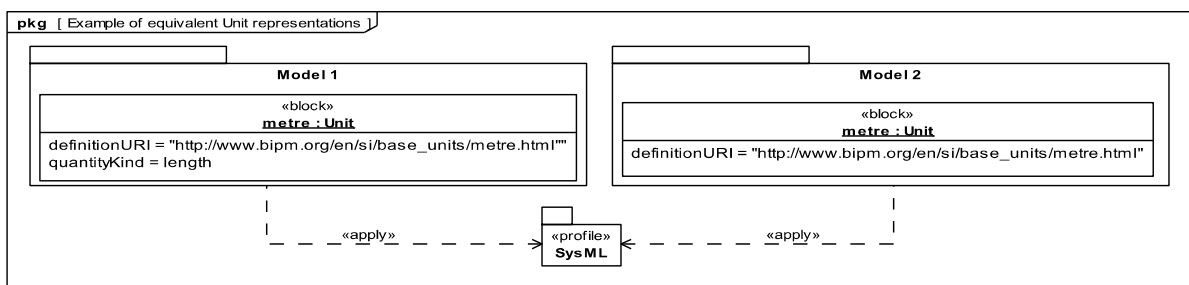 pkg [ Example of equivalent Unit representations ]
Model 1
«block»
metre : Unit
definitionURI = "http://www.bipm.org/en/si/base_units/metre.html""
quantityKind = length
Model 2
«block»
metre : Unit
definitionURI = "http://www.bipm.org/en/si/base_units/metre.html"
«apply»
«profile»
SysML
«apply»